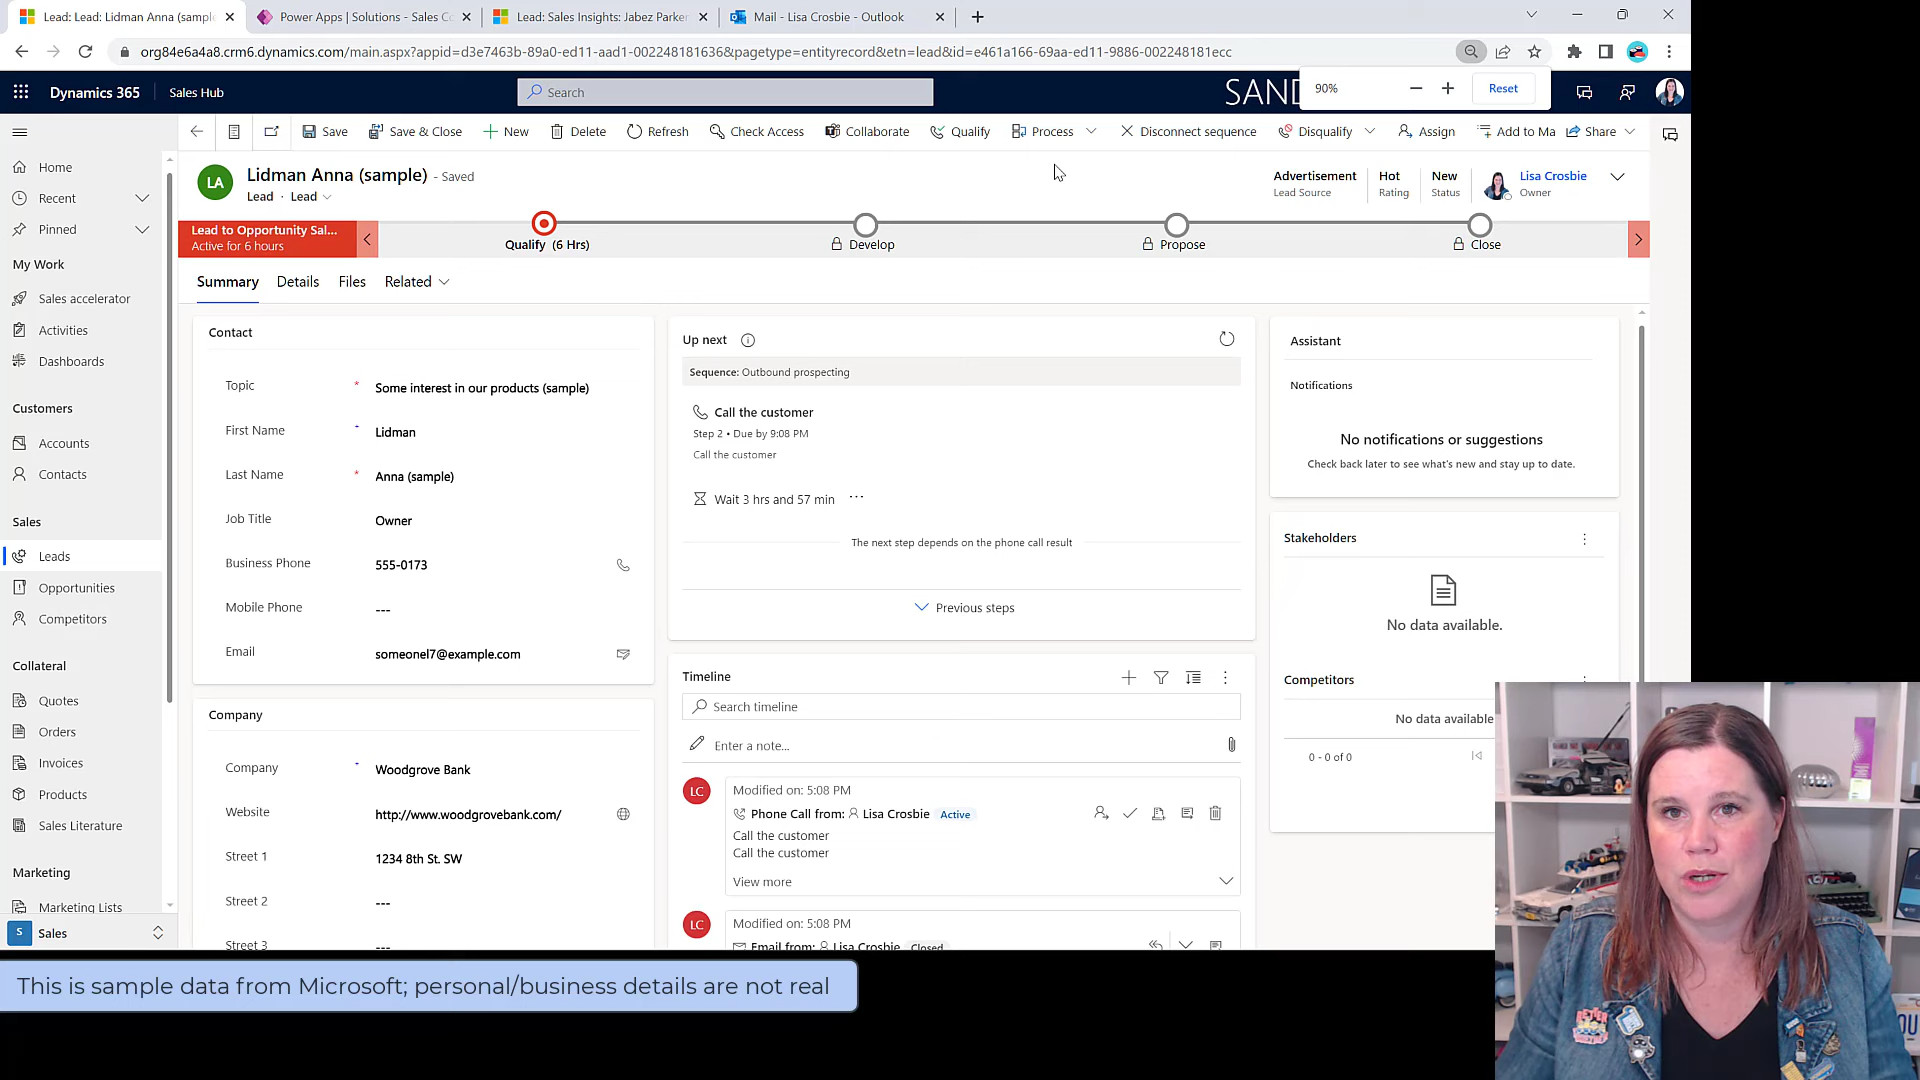 Lead: Lead: Lidman Anna (sampl
Power Apps | Solutions - Sales C
Lead: Sales Insights: Jabez Parker
Mail - Lisa Crosbie - Outlook
org84e6a4a8.crm6.dynamics.com/main.aspx?appid=d3e7463b-89a0-ed11-aad1-002248181636&pagetype=entityrecord&etn=lead&id=e461a166-69aa-ed11-9886-002248181ecc
Dynamics 365
Sales Hub
Search
SAND
90%
Reset
Save
Save & Close
New
Delete
Refresh
Check Access
Collaborate
Qualify
Process
Disconnect sequence
Disqualify
Assign
Add to Ma
Share
Home
Recent
Pinned
My Work
Sales accelerator
Activities
Dashboards
Customers
Accounts
Contacts
Sales
Leads
Opportunities
Competitors
Collateral
Quotes
Orders
Invoices
Products
Sales Literature
Marketing
Marketing Lists
S Sales
LA
Lidman Anna (sample) - Saved
Lead · Lead
Advertisement
Lead Source
Hot
Rating
New
Status
Lisa Crosbie
Owner
Lead to Opportunity Sal...
Active for 6 hours
Qualify (6 Hrs)
Develop
Propose
Close
Summary
Details
Files
Related
Contact
Topic * Some interest in our products (sample)
First Name Lidman
Last Name * Anna (sample)
Job Title Owner
Business Phone 555-0173
Mobile Phone ---
Email someonel7@example.com
Company
Company Woodgrove Bank
Website http://www.woodgrovebank.com/
Street 1 1234 8th St. SW
Street 2 ---
Street 3 ---
Up next
Sequence: Outbound prospecting
Call the customer
Step 2 • Due by 9:08 PM
Call the customer
Wait 3 hrs and 57 min ...
The next step depends on the phone call result
Previous steps
Timeline
Search timeline
Enter a note...
LC
Modified on: 5:08 PM
Phone Call from: Lisa Crosbie Active
Call the customer
Call the customer
View more
LC
Modified on: 5:08 PM
Email from: Lisa Crosbie Closed
Assistant
Notifications
No notifications or suggestions
Check back later to see what's new and stay up to date.
Stakeholders
No data available.
Competitors
No data available
0 - 0 of 0
This is sample data from Microsoft; personal/business details are not real